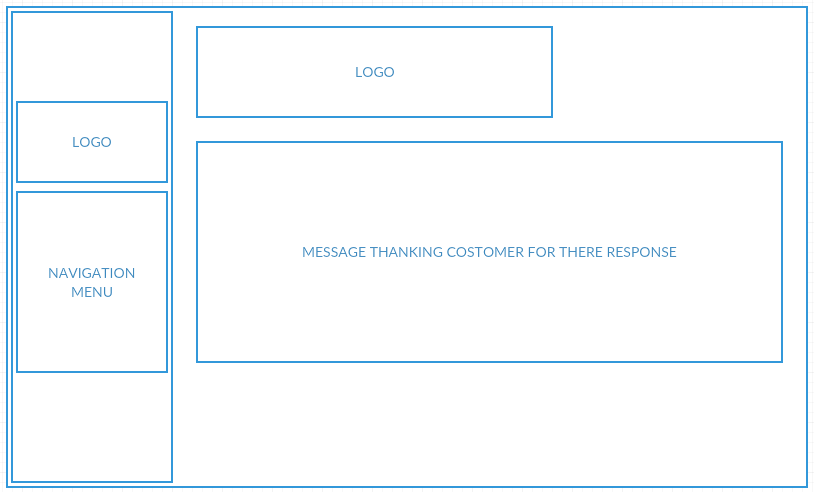 LOGO
LOGO
NAVIGATION
MENU
MESSAGE THANKING COSTOMER FOR THERE RESPONSE